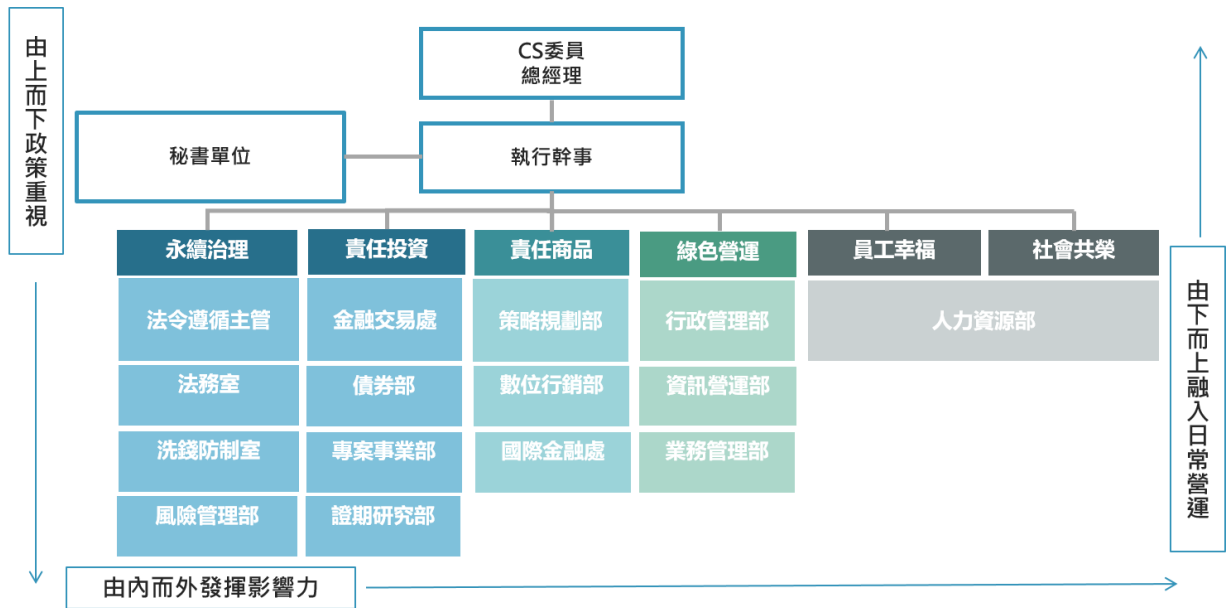 由上而下政策重視
CS委員
總經理
秘書單位
執行幹事
永續治理
責任投資
責任商品
綠色營運
員工幸福
社會共榮
法令遵循主管
金融交易處
策略規劃部
行政管理部
人力資源部
法務室
債券部
數位行銷部
資訊營運部
洗錢防制室
專案事業部
國際金融處
業務管理部
風險管理部
證期研究部
由下而上融入日常營運
由內而外發揮影響力